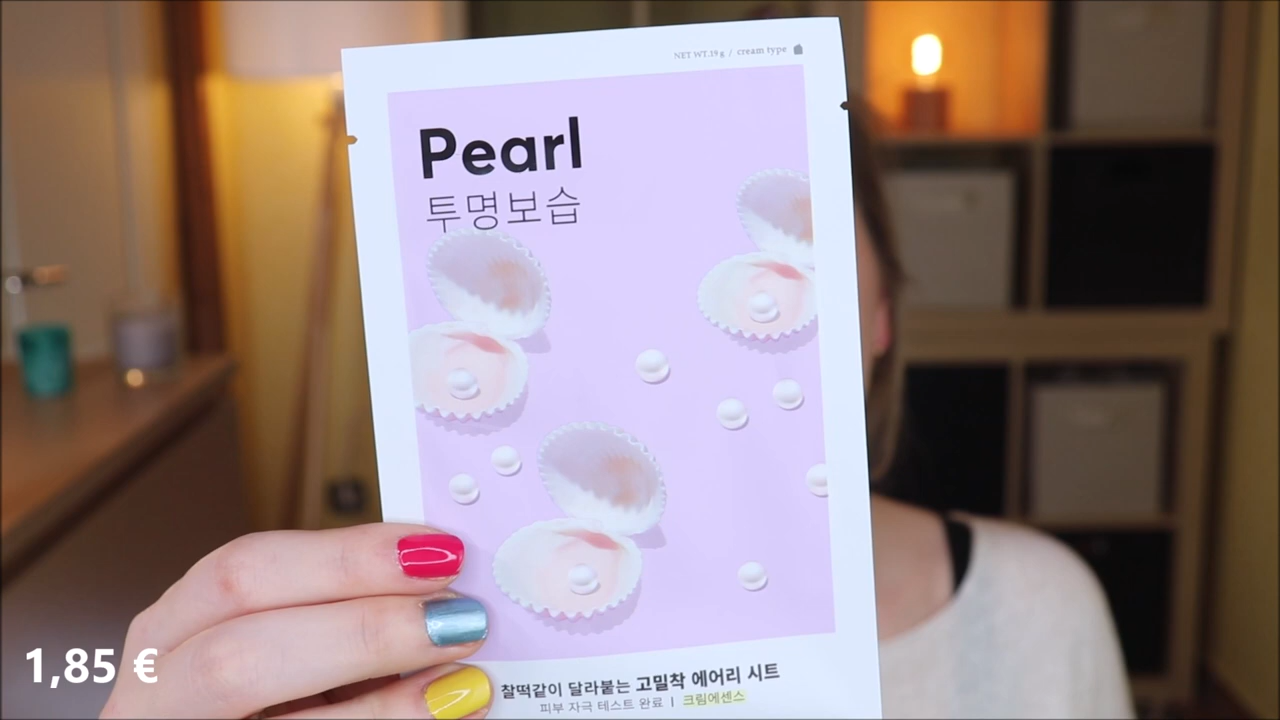 NET WT.19 g / cream type
Pearl
투명보습
찰떡같이 달라붙는 고밀착 에어리 시트
피부 자극 테스트 완료 | 크림에센스
1,85 €